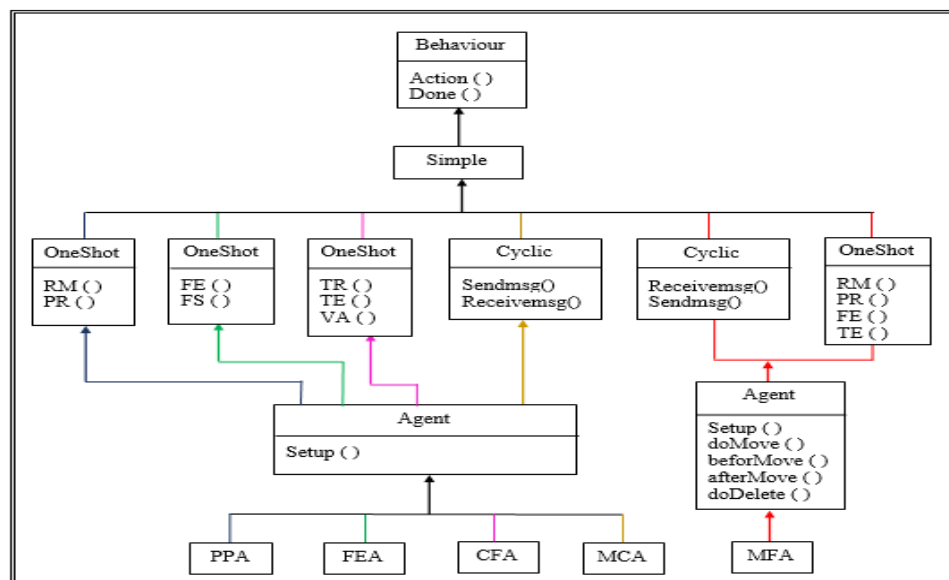 Behaviour
Action ( )
Done ( )
Simple
OneShot
RM ( )
PR ( )
OneShot
FE ( )
FS ( )
OneShot
TR ( )
TE ( )
VA ( )
Cyclic
Sendmsg()
Receivemsg()
Cyclic
Receivemsg()
Sendmsg()
OneShot
RM ( )
PR ( )
FE ( )
TE ( )
Agent
Setup ( )
Agent
Setup ( )
doMove ( )
beforMove ( )
afterMove ( )
doDelete ( )
PPA
FEA
CFA
MCA
MFA